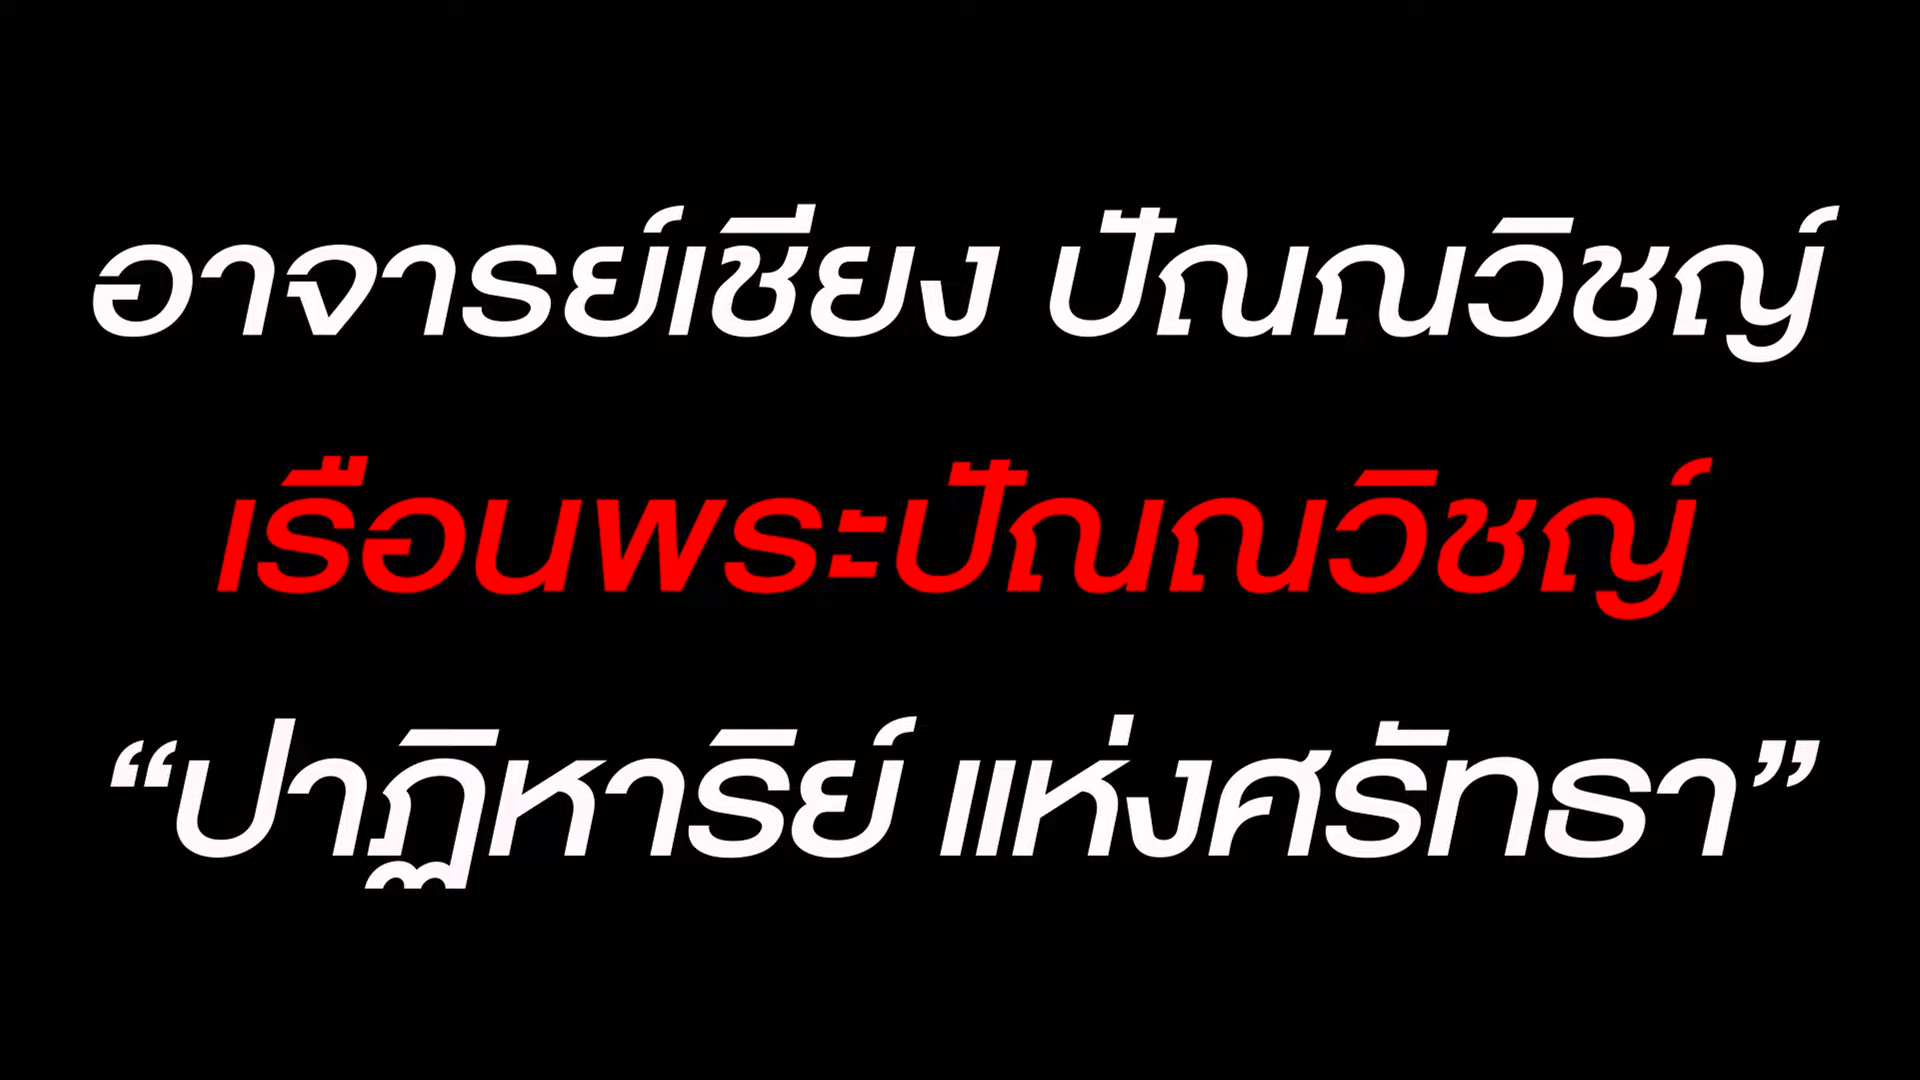 อาจารย์เชียง ปัณณวิชญ์
เรือนพระปัณณวิชญ์
“ปาฏิหาริย์ แห่งศรัทธา”